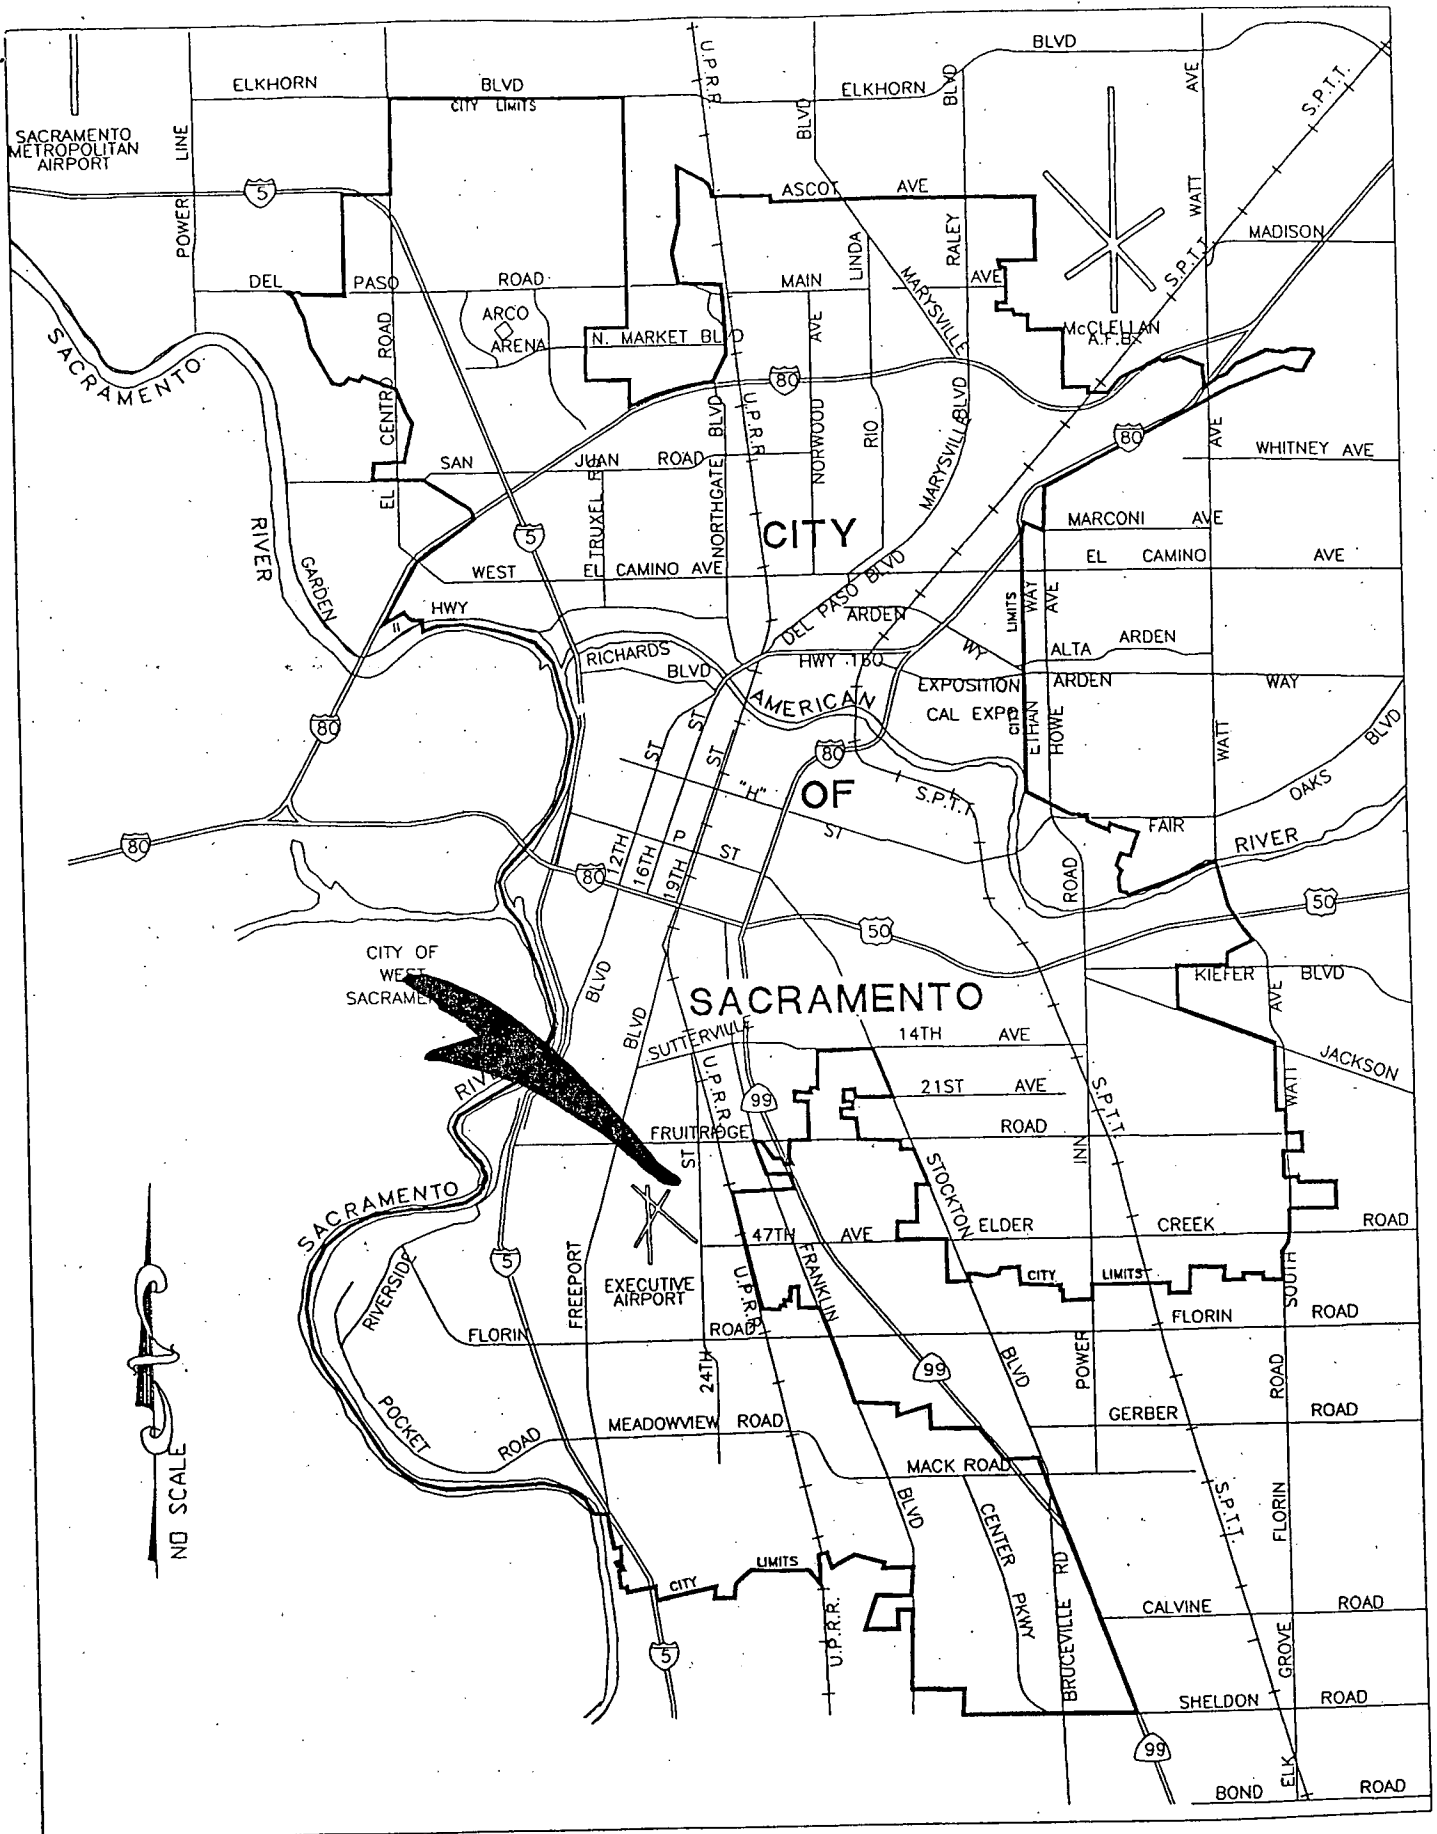 BLVD
ELKHORN
BLVD
CITY LIMITS
U.P.R.R.
ELKHORN
BLVD
BLVD
AVE
S.P.T.T.
SACRAMENTO
METROPOLITAN
AIRPORT
POWER LINE
5
ASCOT AVE
WATT
RALEY
LINDA
MADISON
S.P.T.T.
DEL PASO ROAD
MAIN AVE
MARYSVILLE
ARCO
ARENA
N. MARKET BLVD
AVE
McCLELLAN
A.F.B.
SACRAMENTO
EL CENTRO ROAD
80
U.P.R.R.
BLVD
NORWOOD
RIO
MARYSVILLE BLVD
80
AVE
WHITNEY AVE
SAN JUAN ROAD
TRUXEL
NORTHGATE
RIVER
5
CITY
MARCONI AVE
EL CAMINO AVE
WEST EL CAMINO AVE
GARDEN
HWY
DEL PASO BLVD
ARDEN
WY
LIMITS
WAY
AVE
ALTA ARDEN
RICHARDS
BLVD
HWY 160
EXPOSITION
ARDEN WAY
CAL EXPO
CITY
ETHAN
HOWE
AMERICAN
80
ST
ST
ST
80
WATT
BLVD
OAKS
FAIR
"H"
ST
OF
S.P.T.T.
RIVER
80
P ST
12TH
16TH
19TH
80
ROAD
50
50
CITY OF
WEST
BLVD
BLVD
SACRAMENTO
KIEFER BLVD
AVE
SUTTERVILLE
14TH AVE
JACKSON
U.P.R.R.
99
21ST AVE
S.P.T.T.
WATT
FRUITRIDGE
ROAD
ST
INN
STOCKTON
SACRAMENTO
47TH AVE
ELDER CREEK ROAD
RIVERSIDE
5
FREEPORT
EXECUTIVE
AIRPORT
U.P.R.R.
FRANKLIN
CITY LIMITS
SOUTH
FLORIN
ROAD
FLORIN ROAD
24TH
99
BLVD
POWER
ROAD
POCKET
ROAD
MEADOWVIEW ROAD
GERBER ROAD
MACK ROAD
NO SCALE
BLVD
CENTER
PKWY
S.P.T.T.
FLORIN
CITY
LIMITS
U.P.R.R.
BRUCEVILLE RD
CALVINE ROAD
5
GROVE
SHELDON ROAD
99
ELK
BOND ROAD